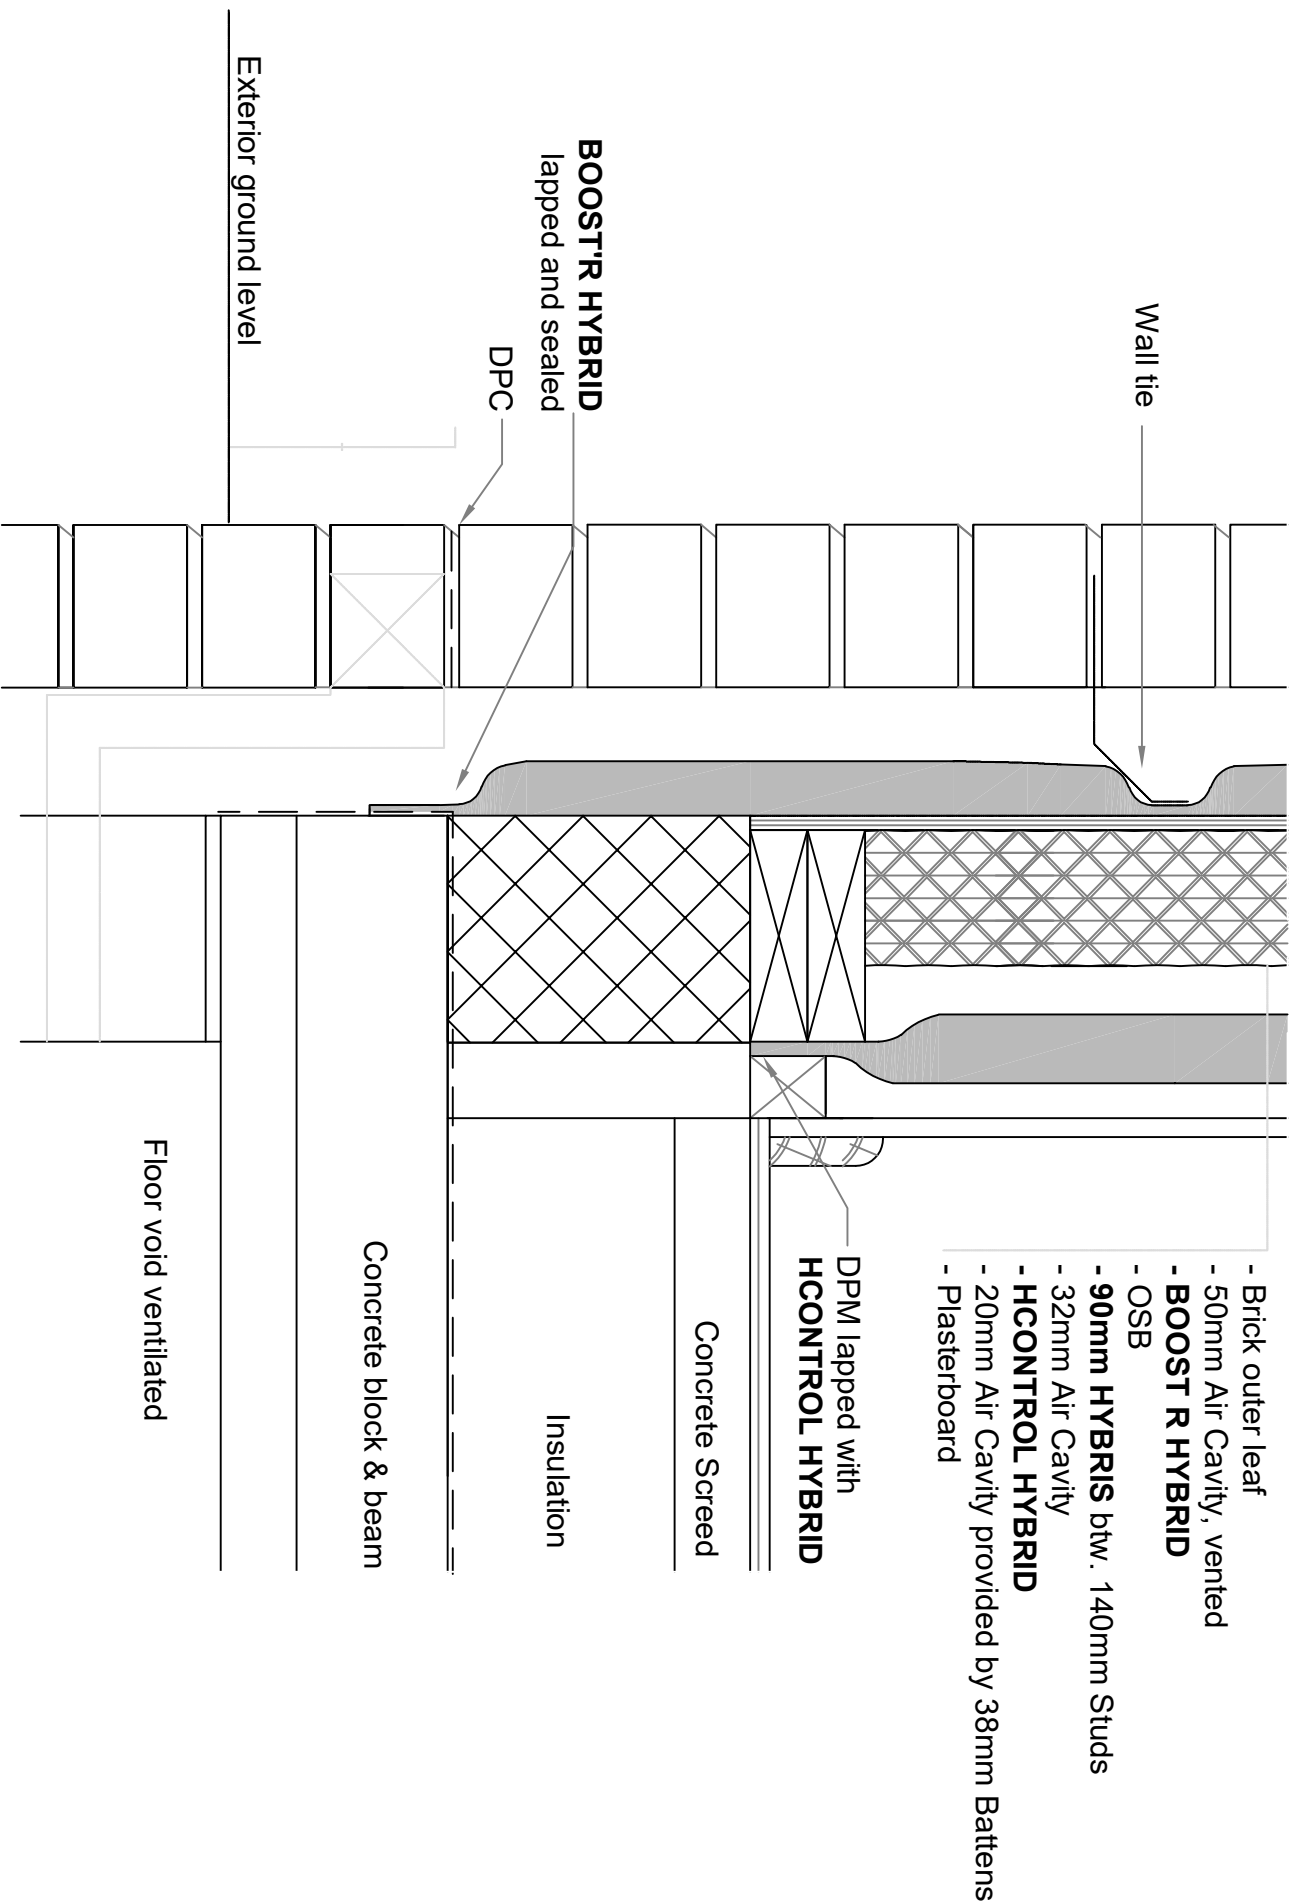 - Brick outer leaf
- 50mm Air Cavity, vented
- BOOST R HYBRID
- OSB
- 90mm HYBRIS btw. 140mm Studs
- 32mm Air Cavity
- HCONTROL HYBRID
- 20mm Air Cavity provided by 38mm Battens
- Plasterboard
Wall tie
DPM lapped with
HCONTROL HYBRID
Concrete Screed
BOOST'R HYBRID
lapped and sealed
Insulation
DPC
Concrete block & beam
Exterior ground level
Floor void ventilated